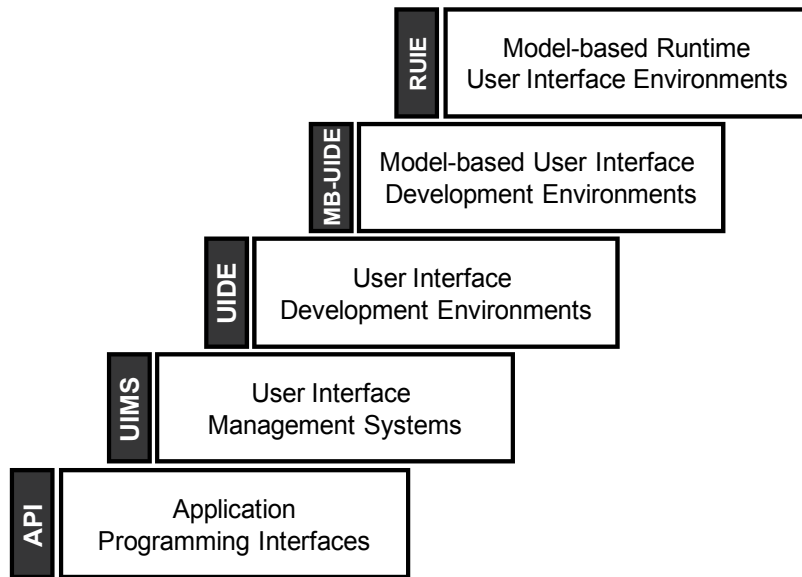 RUIE
Model-based Runtime
User Interface Environments
MB-UIDE
Model-based User Interface
Development Environments
UIDE
User Interface
Development Environments
UIMS
User Interface
Management Systems
API
Application
Programming Interfaces